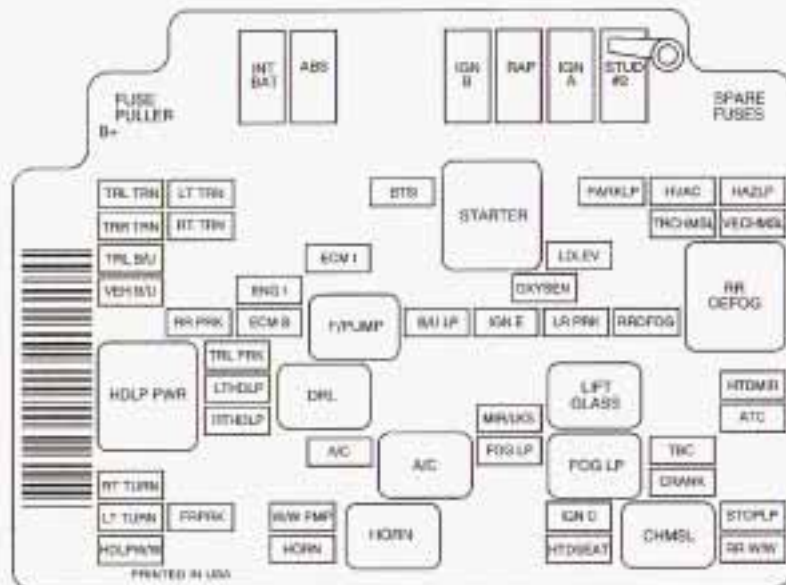 INT BAT
ABS
IGN B
RAP
IGN A
STUD #2
FUSE PULLER
B+
SPARE FUSES
TRL TRN
LT TRN
BTSI
STARTER
PARKLP
HVAC
HAZLP
TRR TRN
RT TRN
TRCHMSL
VECHMSL
TRL B/U
ECM I
LDLEV
RR DEFOG
VEH B/U
ENG I
OXYSEN
RR PRK
ECM B
F/PUMP
B/U LP
IGN E
LR PRK
RRDFOG
HDLP PWR
TRL PRK
LTHDLP
RTHDLP
DRL
LIFT GLASS
HTDMIR
ATC
MIR/LKS
A/C
A/C
FOG LP
FOG LP
TBC
CRANK
RT TURN
LT TURN
FRPRK
W/W PMP
HORN
IGN C
CHMSL
STOPLP
HDLPW/W
HORN
HTDSEAT
RR W/W
PRINTED IN USA